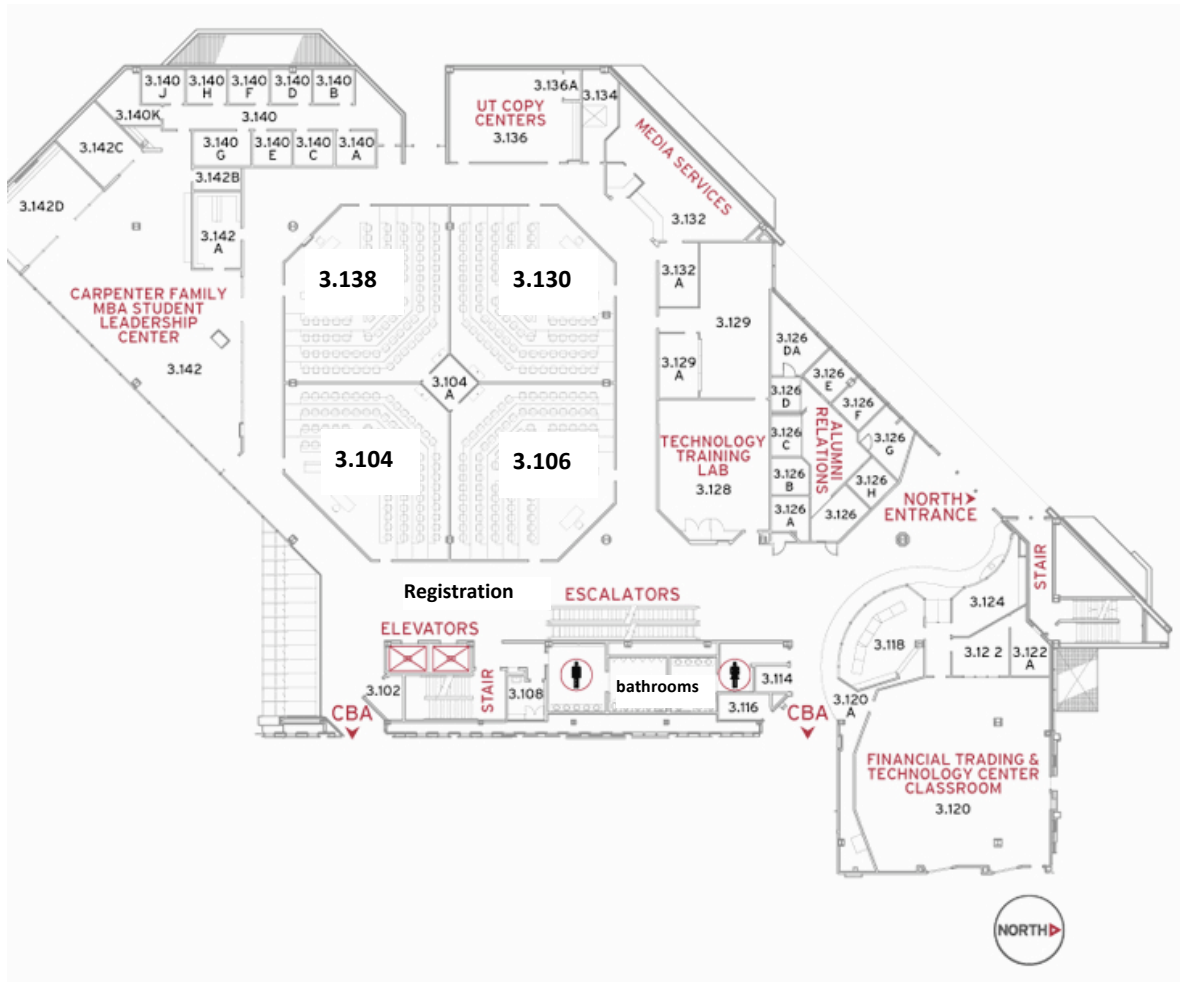 3.140
J
3.140
H
3.140
F
3.140
D
3.140
B
3.136A
3.134
UT COPY
CENTERS
3.136
3.140K
3.140
3.142C
3.140
G
3.140
E
3.140
C
3.140
A
MEDIA SERVICES
3.142B
3.142D
3.142
A
3.132
3.138
3.130
3.132
A
CARPENTER FAMILY
MBA STUDENT
LEADERSHIP
CENTER
3.142
3.129
3.126
DA
3.129
A
3.104
A
3.126
E
3.126
D
3.126
F
ALUMNI
RELATIONS
3.126
C
3.126
G
3.104
3.106
TECHNOLOGY
TRAINING
LAB
3.128
3.126
B
3.126
H
3.126
A
3.126
NORTH
ENTRANCE
STAIR
Registration
ESCALATORS
3.124
ELEVATORS
3.118
3.12 2
3.122
A
3.102
STAIR
3.108
bathrooms
3.114
3.116
3.120
A
CBA
CBA
FINANCIAL TRADING &
TECHNOLOGY CENTER
CLASSROOM
3.120
NORTH